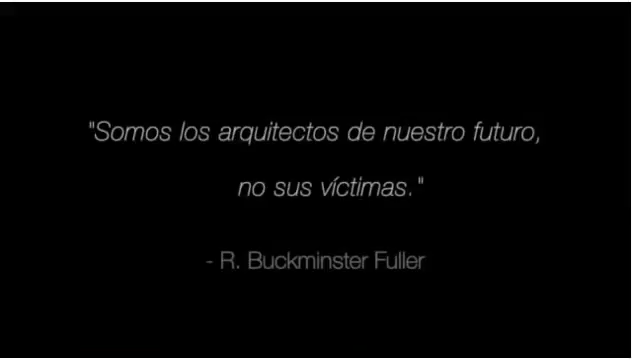 "Somos los arquitectos de nuestro futuro,
no sus víctimas."
- R. Buckminster Fuller